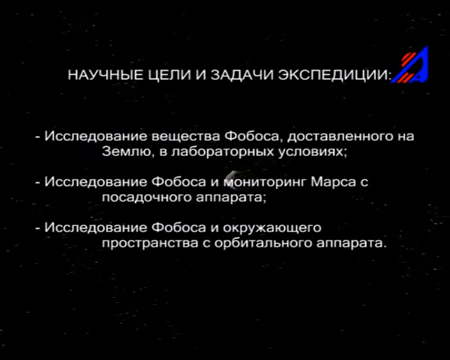 НАУЧНЫЕ ЦЕЛИ И ЗАДАЧИ ЭКСПЕДИЦИИ:
- Исследование вещества Фобоса, доставленного на
Землю, в лабораторных условиях;
- Исследование Фобоса и мониторинг Марса с
посадочного аппарата;
- Исследование Фобоса и окружающего
пространства с орбитального аппарата.